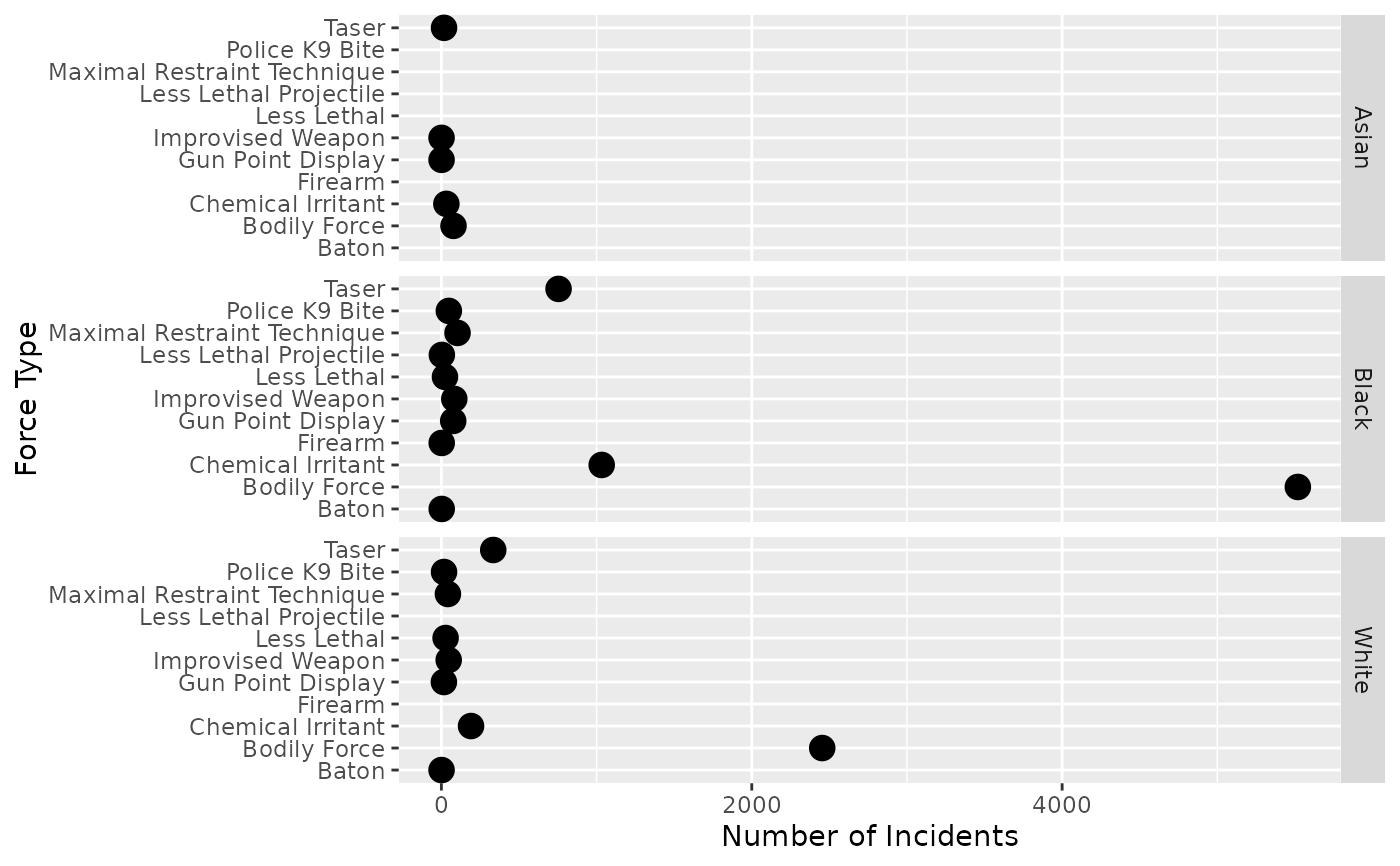 Taser
Police K9 Bite
Maximal Restraint Technique
Less Lethal Projectile
Less Lethal
Improvised Weapon
Gun Point Display
Firearm
Chemical Irritant
Bodily Force
Baton
Asian
Taser
Police K9 Bite
Maximal Restraint Technique
Less Lethal Projectile
Less Lethal
Improvised Weapon
Gun Point Display
Firearm
Chemical Irritant
Bodily Force
Baton
Black
Force Type
Taser
Police K9 Bite
Maximal Restraint Technique
Less Lethal Projectile
Less Lethal
Improvised Weapon
Gun Point Display
Firearm
Chemical Irritant
Bodily Force
Baton
White
0 2000 4000
Number of Incidents